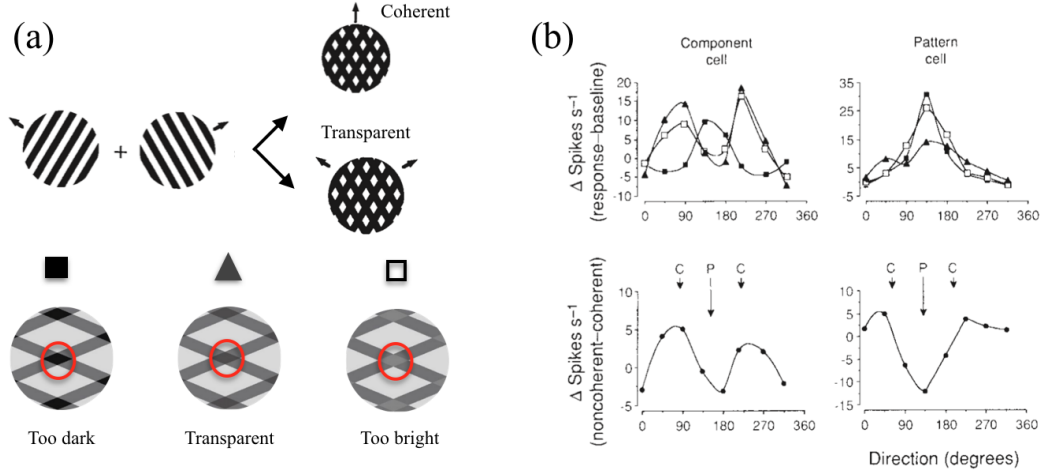 (a)
Coherent
+
Transparent
Too dark
Transparent
Too bright
(b)
Component
cell
Pattern
cell
Δ Spikes s⁻¹
(response–baseline)
20
15
10
5
0
-5
-10
0 90 180 270 360
35
25
15
5
-5
0 90 180 270 360
Δ Spikes s⁻¹
(noncoherent–coherent)
C P C
10
5
0
-5
0 90 180 270 360
C P C
10
5
0
-5
-10
-15
0 90 180 270 360
Direction (degrees)